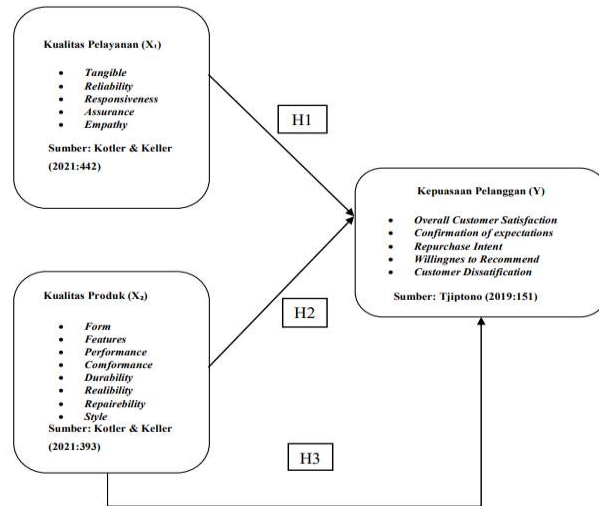 Kualitas Pelayanan (X₁)
• Tangible
• Reliability
• Responsiveness
• Assurance
• Empathy
Sumber: Kotler & Keller
(2021:442)
H1
Kepuasaan Pelanggan (Y)
• Overall Customer Satisfaction
• Confirmation of expectations
• Repurchase Intent
• Willingnes to Recommend
• Customer Dissatification
Sumber: Tjiptono (2019:151)
H2
Kualitas Produk (X₂)
• Form
• Features
• Performance
• Comformance
• Durability
• Realibility
• Repairebility
• Style
Sumber: Kotler & Keller
(2021:393)
H3